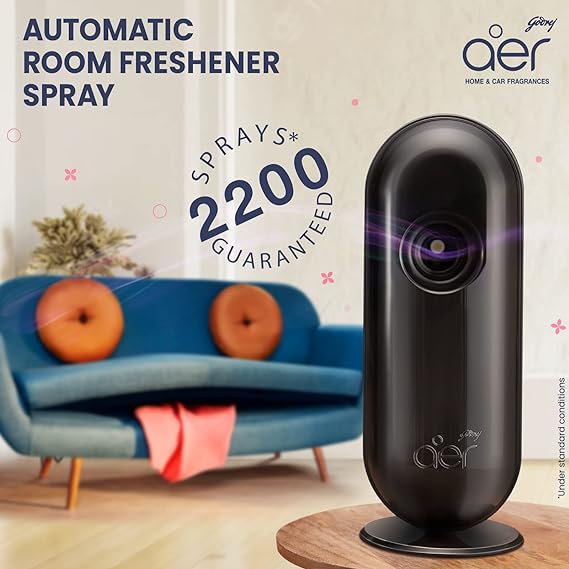 AUTOMATIC
ROOM FRESHENER
SPRAY
Godrej
aer
HOME & CAR FRAGRANCES
SPRAYS*
2200
GUARANTEED
Godrej
aer
*Under standard conditions